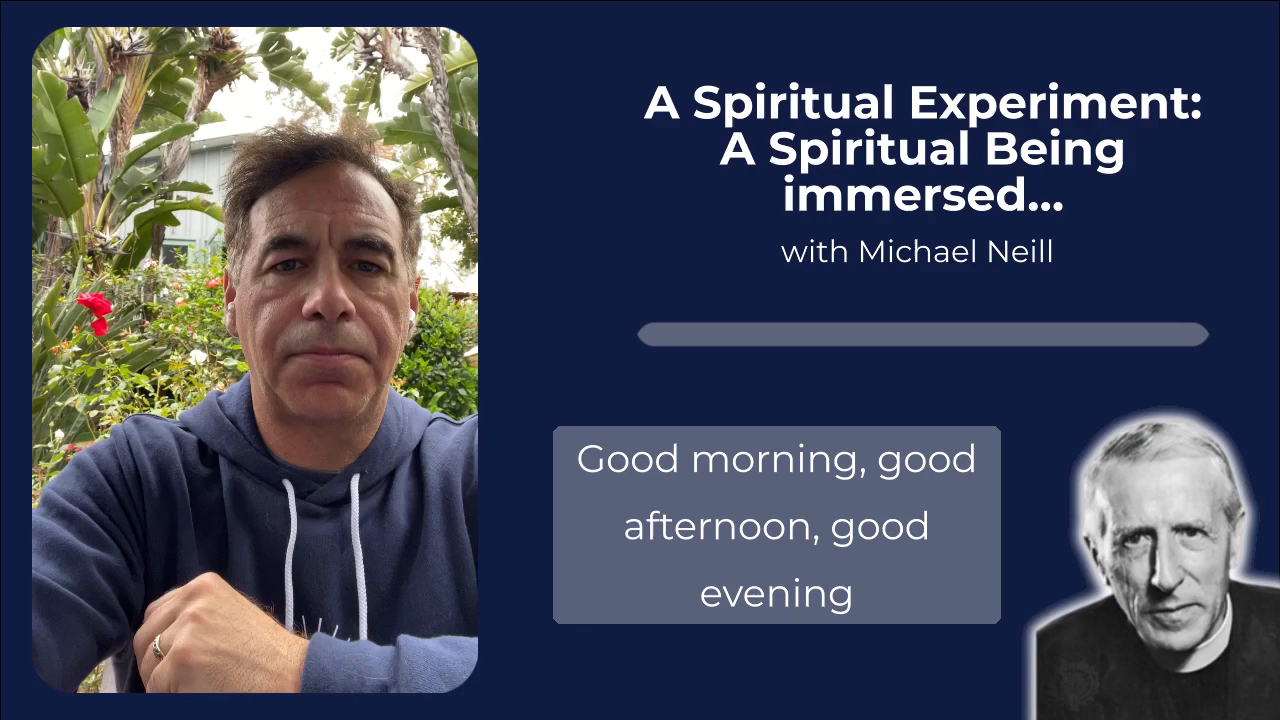 A Spiritual Experiment:
A Spiritual Being
immersed...
with Michael Neill
Good morning, good
afternoon, good
evening